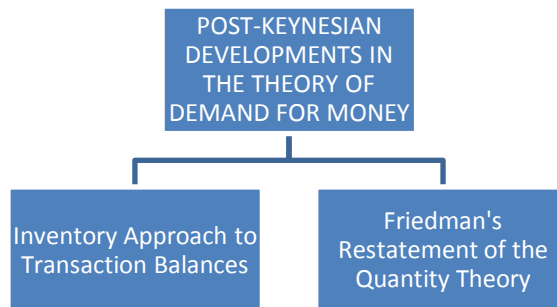 POST-KEYNESIAN
DEVELOPMENTS IN
THE THEORY OF
DEMAND FOR MONEY
Inventory Approach to
Transaction Balances
Friedman's
Restatement of the
Quantity Theory